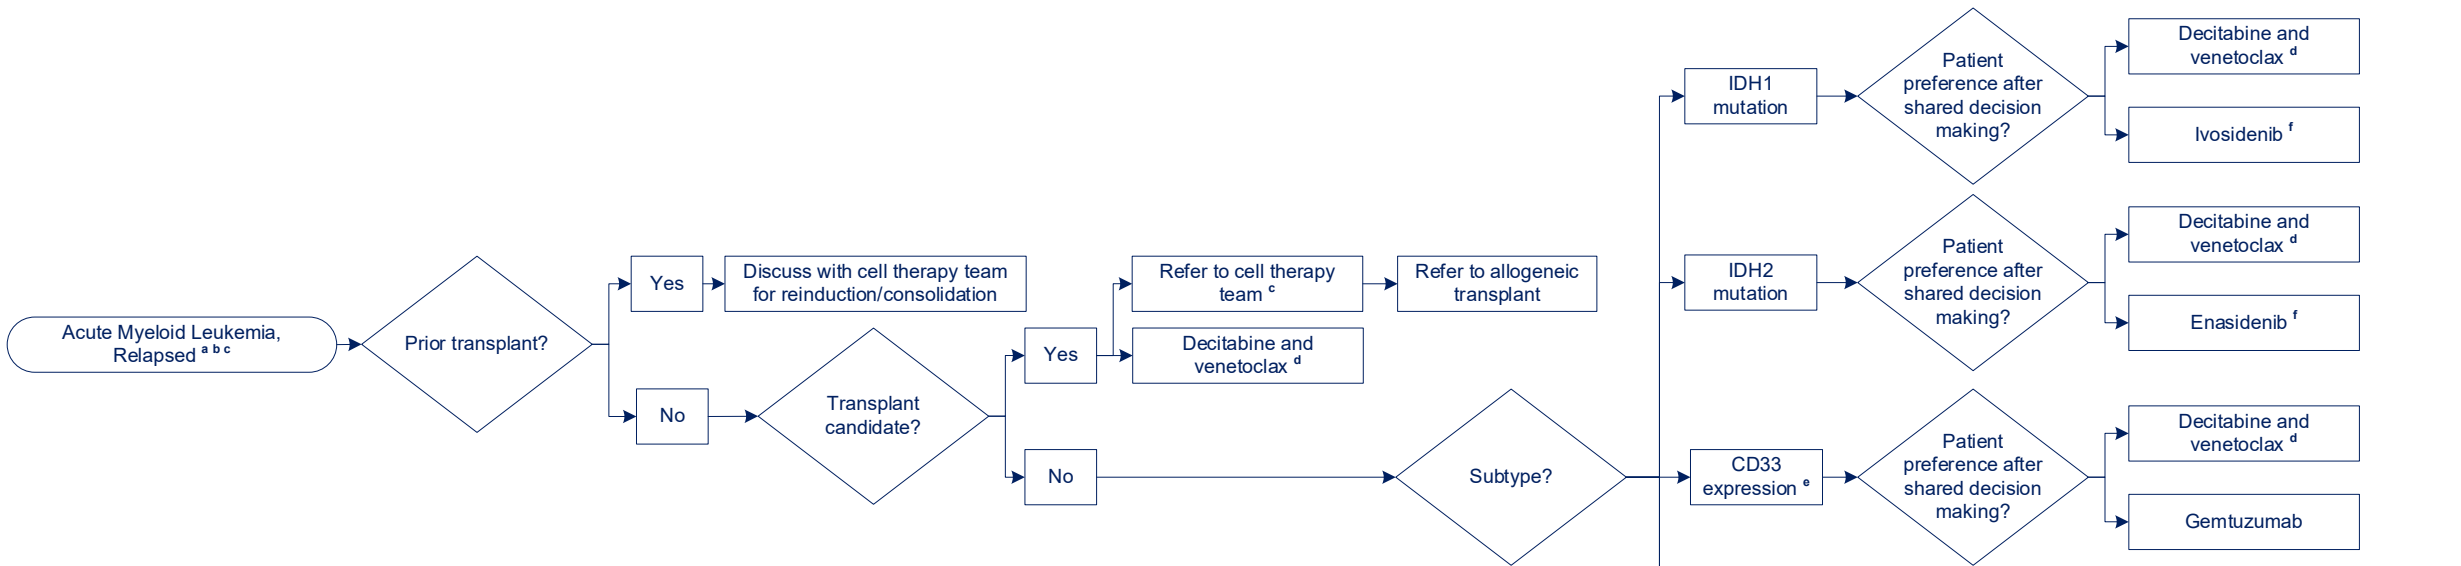 Acute Myeloid Leukemia,
Relapsed a b c
Prior transplant?
Yes
Discuss with cell therapy team
for reinduction/consolidation
No
Transplant
candidate?
Yes
Refer to cell therapy
team c
Refer to allogeneic
transplant
Decitabine and
venetoclax d
No
Subtype?
IDH1
mutation
Patient
preference after
shared decision
making?
Decitabine and
venetoclax d
Ivosidenib f
IDH2
mutation
Patient
preference after
shared decision
making?
Decitabine and
venetoclax d
Enasidenib f
CD33
expression e
Patient
preference after
shared decision
making?
Decitabine and
venetoclax d
Gemtuzumab